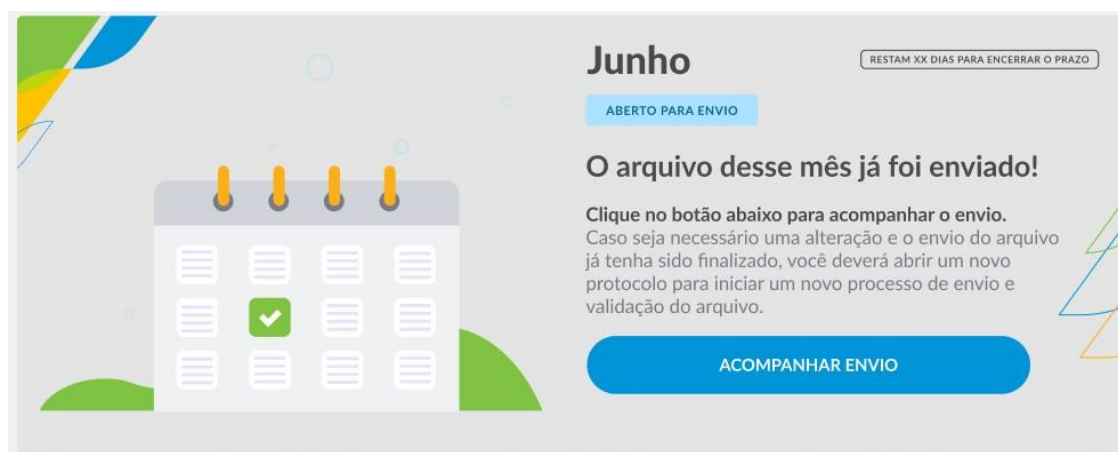 Junho
RESTAM XX DIAS PARA ENCERRAR O PRAZO
ABERTO PARA ENVIO
O arquivo desse mês já foi enviado!
Clique no botão abaixo para acompanhar o envio.
Caso seja necessário uma alteração e o envio do arquivo
já tenha sido finalizado, você deverá abrir um novo
protocolo para iniciar um novo processo de envio e
validação do arquivo.
ACOMPANHAR ENVIO